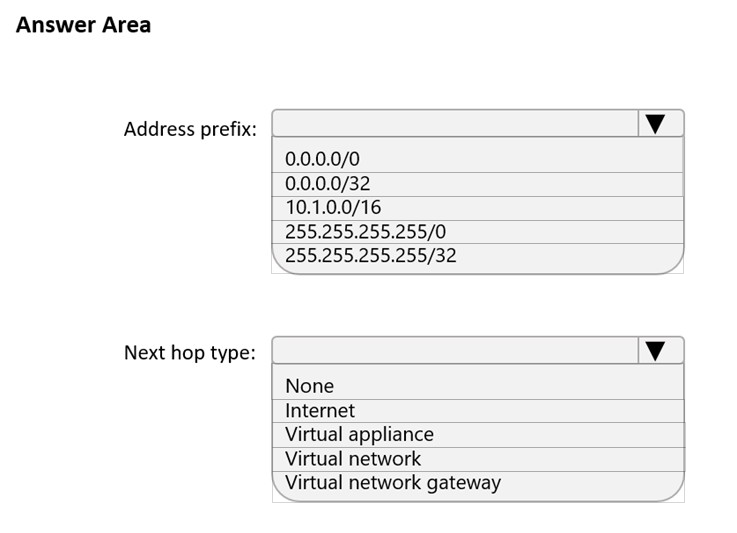 Answer Area
Address prefix:
0.0.0.0/0
0.0.0.0/32
10.1.0.0/16
255.255.255.255/0
255.255.255.255/32
Next hop type:
None
Internet
Virtual appliance
Virtual network
Virtual network gateway